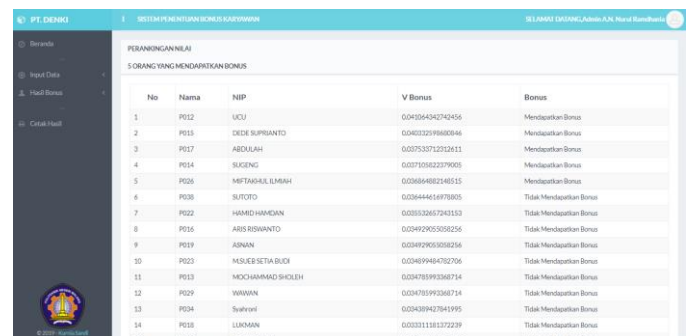 PT. DENKI
SISTEM PENENTUAN BONUS KARYAWAN
SELAMAT DATANG,Admin A.N. Nurul Ramdhania
Beranda
Input Data
Hasil Bonus
Cetak Hasil
PERANKINGAN NILAI
5 ORANG YANG MENDAPATKAN BONUS
No Nama NIP V Bonus Bonus
1 P012 UCU 0.041064342742456 Mendapatkan Bonus
2 P015 DEDE SUPRIANTO 0.040332598680846 Mendapatkan Bonus
3 P017 ABDULAH 0.037533712312611 Mendapatkan Bonus
4 P014 SUGENG 0.037105822379005 Mendapatkan Bonus
5 P026 MIFTAKHUL ILMIAH 0.036864882148515 Mendapatkan Bonus
6 P038 SUTOTO 0.036444616978805 Tidak Mendapatkan Bonus
7 P022 HAMID HAMDAN 0.035532657243153 Tidak Mendapatkan Bonus
8 P016 ARIS RISWANTO 0.034929055058256 Tidak Mendapatkan Bonus
9 P019 ASNAN 0.034929055058256 Tidak Mendapatkan Bonus
10 P023 M.SUEB SETIA BUDI 0.034899484782706 Tidak Mendapatkan Bonus
11 P013 MOCHAMMAD SHOLEH 0.034785993368714 Tidak Mendapatkan Bonus
12 P029 WAWAN 0.034785993368714 Tidak Mendapatkan Bonus
13 P034 Syahroni 0.034389427841995 Tidak Mendapatkan Bonus
14 P018 LUKMAN 0.033311181372239 Tidak Mendapatkan Bonus
© 2019